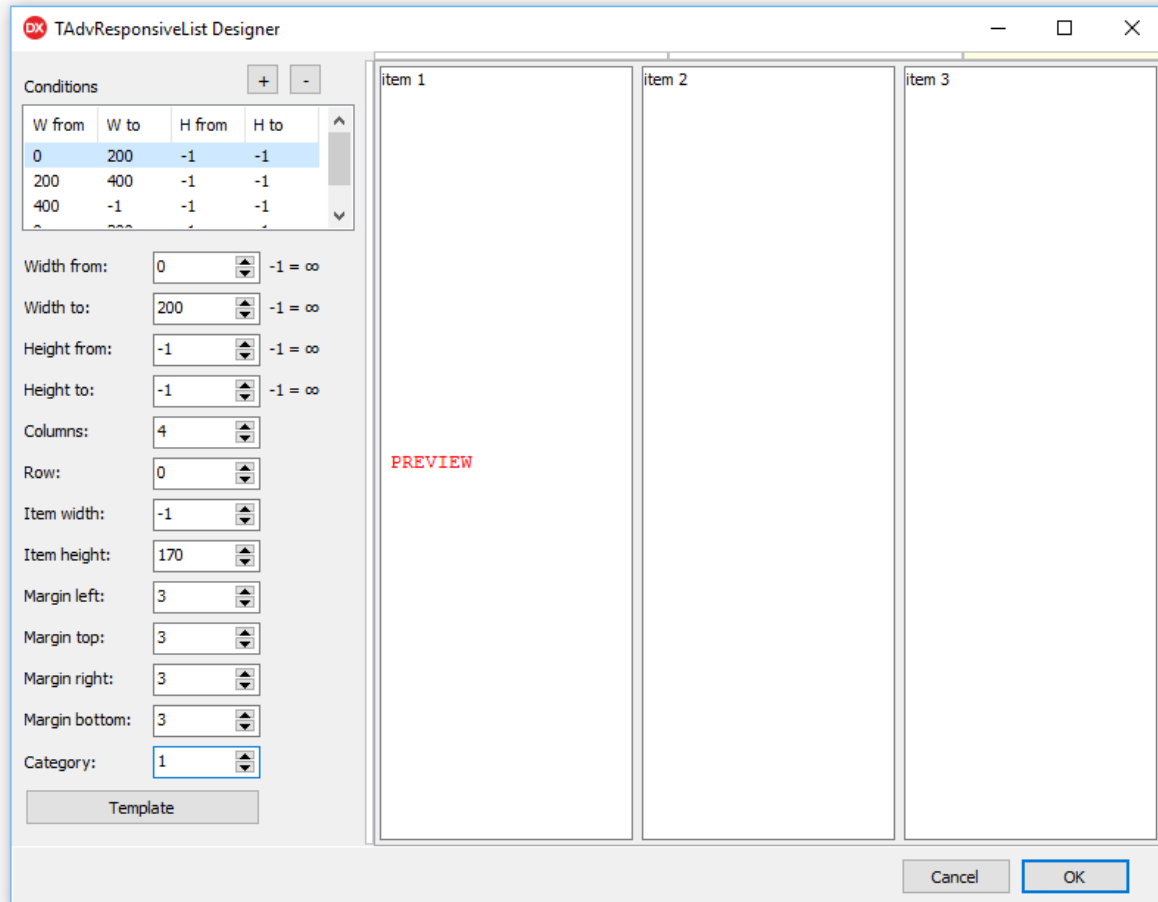 DX TAdvResponsiveList Designer
Conditions + -
W from W to H from H to
0 200 -1 -1
200 400 -1 -1
400 -1 -1 -1
Width from: 0 -1 = ∞
Width to: 200 -1 = ∞
Height from: -1 -1 = ∞
Height to: -1 -1 = ∞
Columns: 4
Row: 0
Item width: -1
Item height: 170
Margin left: 3
Margin top: 3
Margin right: 3
Margin bottom: 3
Category: 1
Template
item 1 item 2 item 3
PREVIEW
Cancel OK